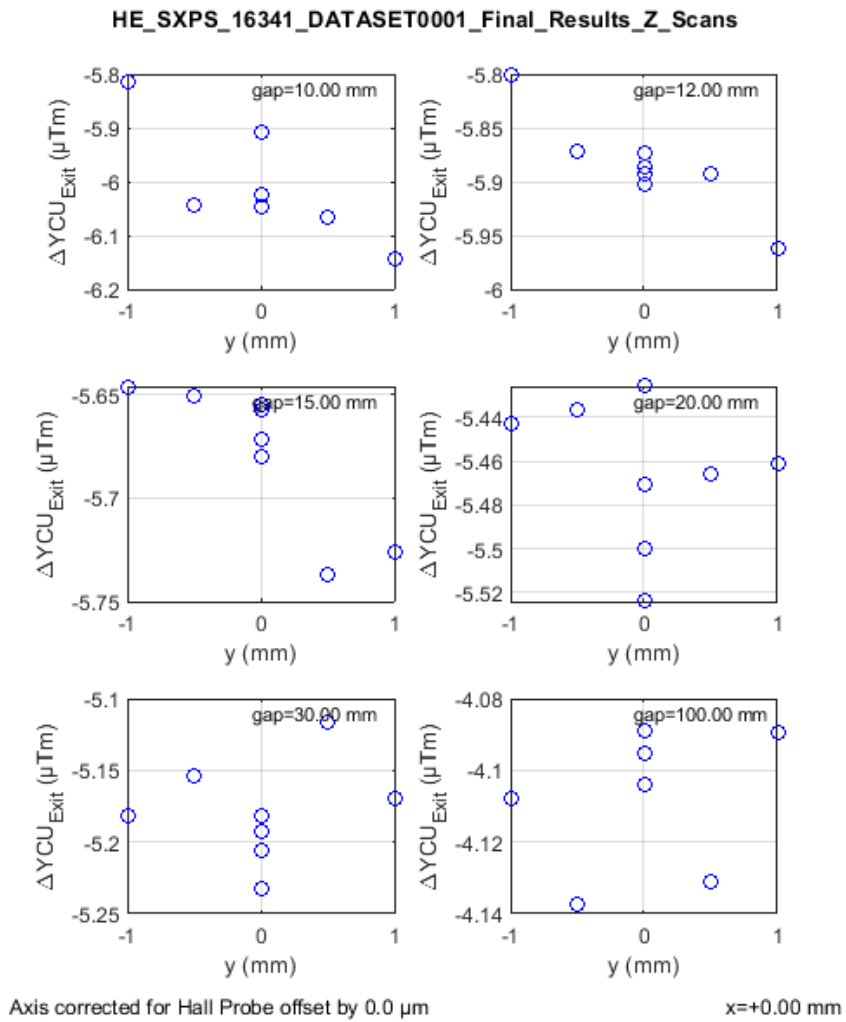 HE_SXPS_16341_DATASET0001_Final_Results_Z_Scans
gap=10.00 mm
-5.8
-5.9
-6
-6.1
-6.2
ΔYCU_Exit (μTm)
-1
0
1
y (mm)
gap=12.00 mm
-5.8
-5.85
-5.9
-5.95
-6
ΔYCU_Exit (μTm)
-1
0
1
y (mm)
gap=15.00 mm
-5.65
-5.7
-5.75
ΔYCU_Exit (μTm)
-1
0
1
y (mm)
gap=20.00 mm
-5.44
-5.46
-5.48
-5.5
-5.52
ΔYCU_Exit (μTm)
-1
0
1
y (mm)
gap=30.00 mm
-5.1
-5.15
-5.2
-5.25
ΔYCU_Exit (μTm)
-1
0
1
y (mm)
gap=100.00 mm
-4.08
-4.1
-4.12
-4.14
ΔYCU_Exit (μTm)
-1
0
1
y (mm)
Axis corrected for Hall Probe offset by 0.0 μm
x=+0.00 mm